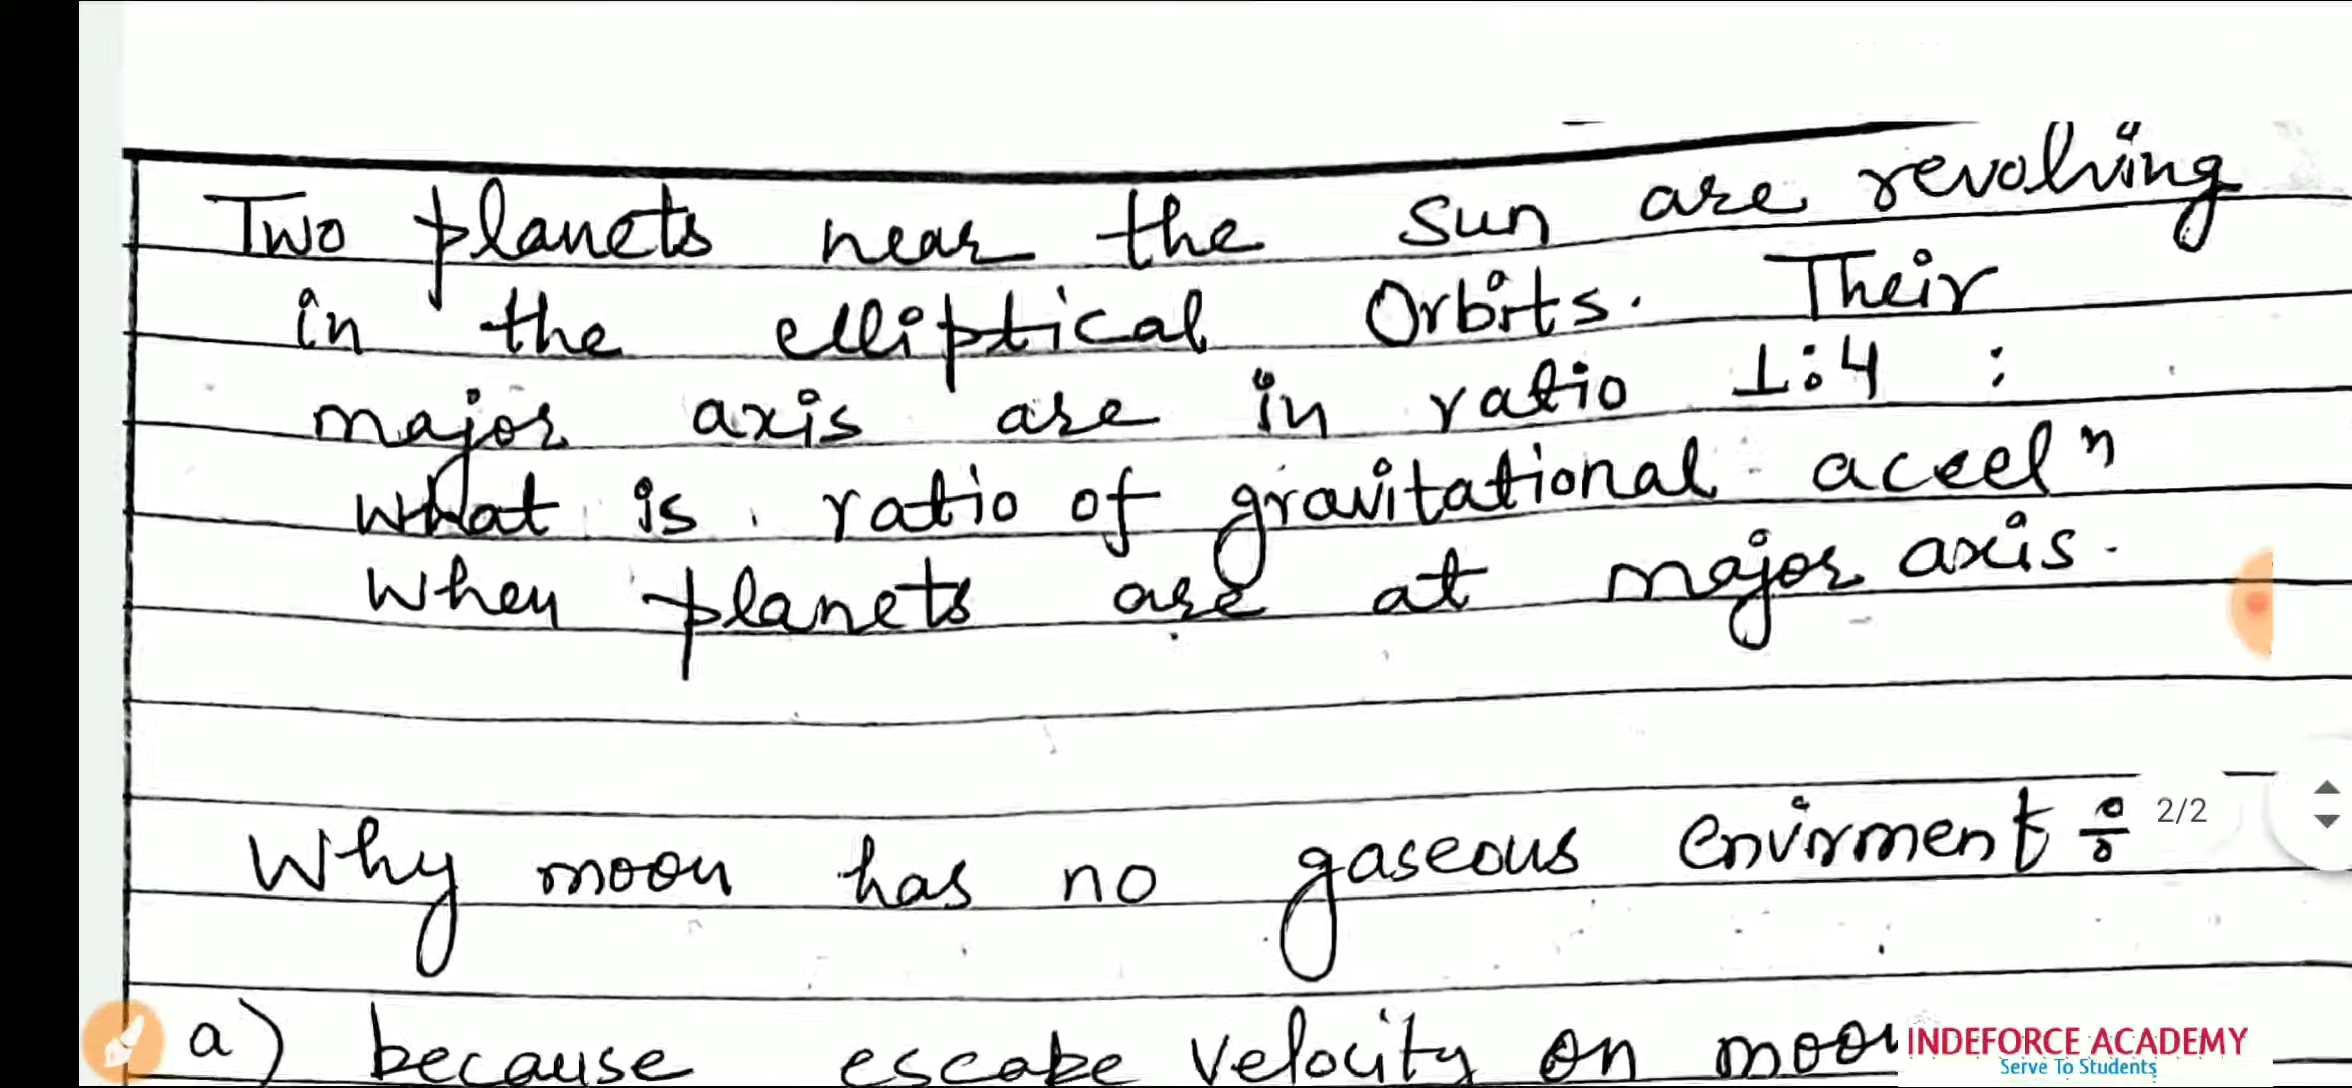 Two planets near the sun are revolving
in the elliptical Orbits. Their
major axis are in ratio 1:4 :
what is ratio of gravitational aceelⁿ
when planets are at major axis.
Why moon has no gaseous envirment ÷ 2/2
a) because escape velocity on moon
INDEFORCE ACADEMY
Serve To Students